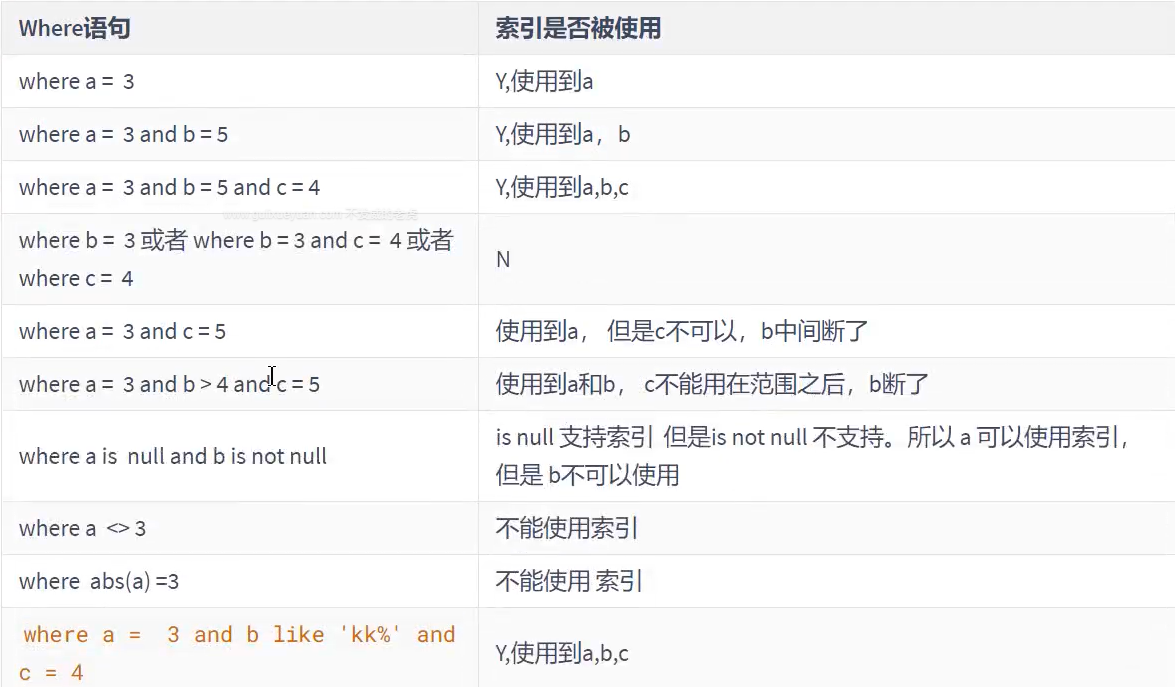 Where语句 索引是否被使用
where a = 3 Y,使用到a
where a = 3 and b = 5 Y,使用到a，b
where a = 3 and b = 5 and c = 4 Y,使用到a,b,c
where b = 3 或者 where b = 3 and c = 4 或者
where c = 4
N
where a = 3 and c = 5 使用到a， 但是c不可以，b中间断了
where a = 3 and b > 4 and c = 5 使用到a和b， c不能用在范围之后，b断了
where a is null and b is not null
is null 支持索引 但是is not null 不支持。所以 a 可以使用索引，
但是 b不可以使用
where a <> 3 不能使用索引
where abs(a) =3 不能使用 索引
where a = 3 and b like 'kk%' and
c = 4
Y,使用到a,b,c